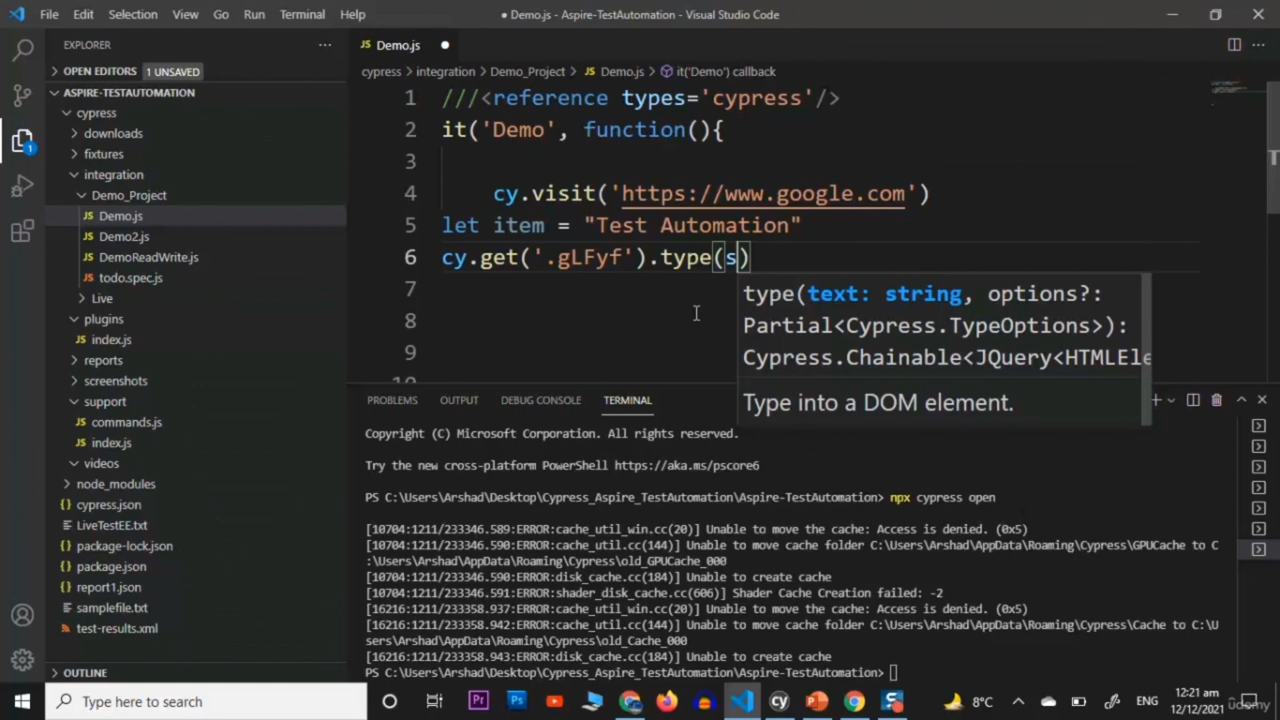 File Edit Selection View Go Run Terminal Help
● Demo.js - Aspire-TestAutomation - Visual Studio Code
EXPLORER
OPEN EDITORS 1 UNSAVED
ASPIRE-TESTAUTOMATION
cypress
downloads
fixtures
integration
Demo_Project
JS Demo.js
JS Demo2.js
JS DemoReadWrite.js
JS todo.spec.js
Live
plugins
JS index.js
reports
screenshots
support
JS commands.js
JS index.js
videos
node_modules
{} cypress.json
LiveTestEE.txt
{} package-lock.json
{} package.json
{} report1.json
samplefile.txt
test-results.xml
OUTLINE
1
JS Demo.js
cypress > integration > Demo_Project > JS Demo.js > it('Demo') callback
1 ///<reference types='cypress'/>
2 it('Demo', function(){
3
4 cy.visit('https://www.google.com')
5 let item = "Test Automation"
6 cy.get('.gLFyf').type(s)
7
8
9
type(text: string, options?:
Partial<Cypress.TypeOptions>):
Cypress.Chainable<JQuery<HTMLEle
Type into a DOM element.
PROBLEMS OUTPUT DEBUG CONSOLE TERMINAL
Copyright (C) Microsoft Corporation. All rights reserved.
Try the new cross-platform PowerShell https://aka.ms/pscore6
PS C:\Users\Arshad\Desktop\Cypress_Aspire_TestAutomation\Aspire-TestAutomation> npx cypress open
[10704:1211/233346.589:ERROR:cache_util_win.cc(20)] Unable to move the cache: Access is denied. (0x5)
[10704:1211/233346.590:ERROR:cache_util.cc(144)] Unable to move cache folder C:\Users\Arshad\AppData\Roaming\Cypress\GPUCache to C
:\Users\Arshad\AppData\Roaming\Cypress\old_GPUCache_000
[10704:1211/233346.590:ERROR:disk_cache.cc(184)] Unable to create cache
[10704:1211/233346.591:ERROR:shader_disk_cache.cc(606)] Shader Cache Creation failed: -2
[16216:1211/233358.937:ERROR:cache_util_win.cc(20)] Unable to move the cache: Access is denied. (0x5)
[16216:1211/233358.942:ERROR:cache_util.cc(144)] Unable to move cache folder C:\Users\Arshad\AppData\Roaming\Cypress\Cache to C:\U
sers\Arshad\AppData\Roaming\Cypress\old_Cache_000
[16216:1211/233358.943:ERROR:disk_cache.cc(184)] Unable to create cache
PS C:\Users\Arshad\Desktop\Cypress_Aspire_TestAutomation\Aspire-TestAutomation>
Type here to search
Pr
Ps
cy
8°C
ENG
12:21 am
12/12/2021
udemy